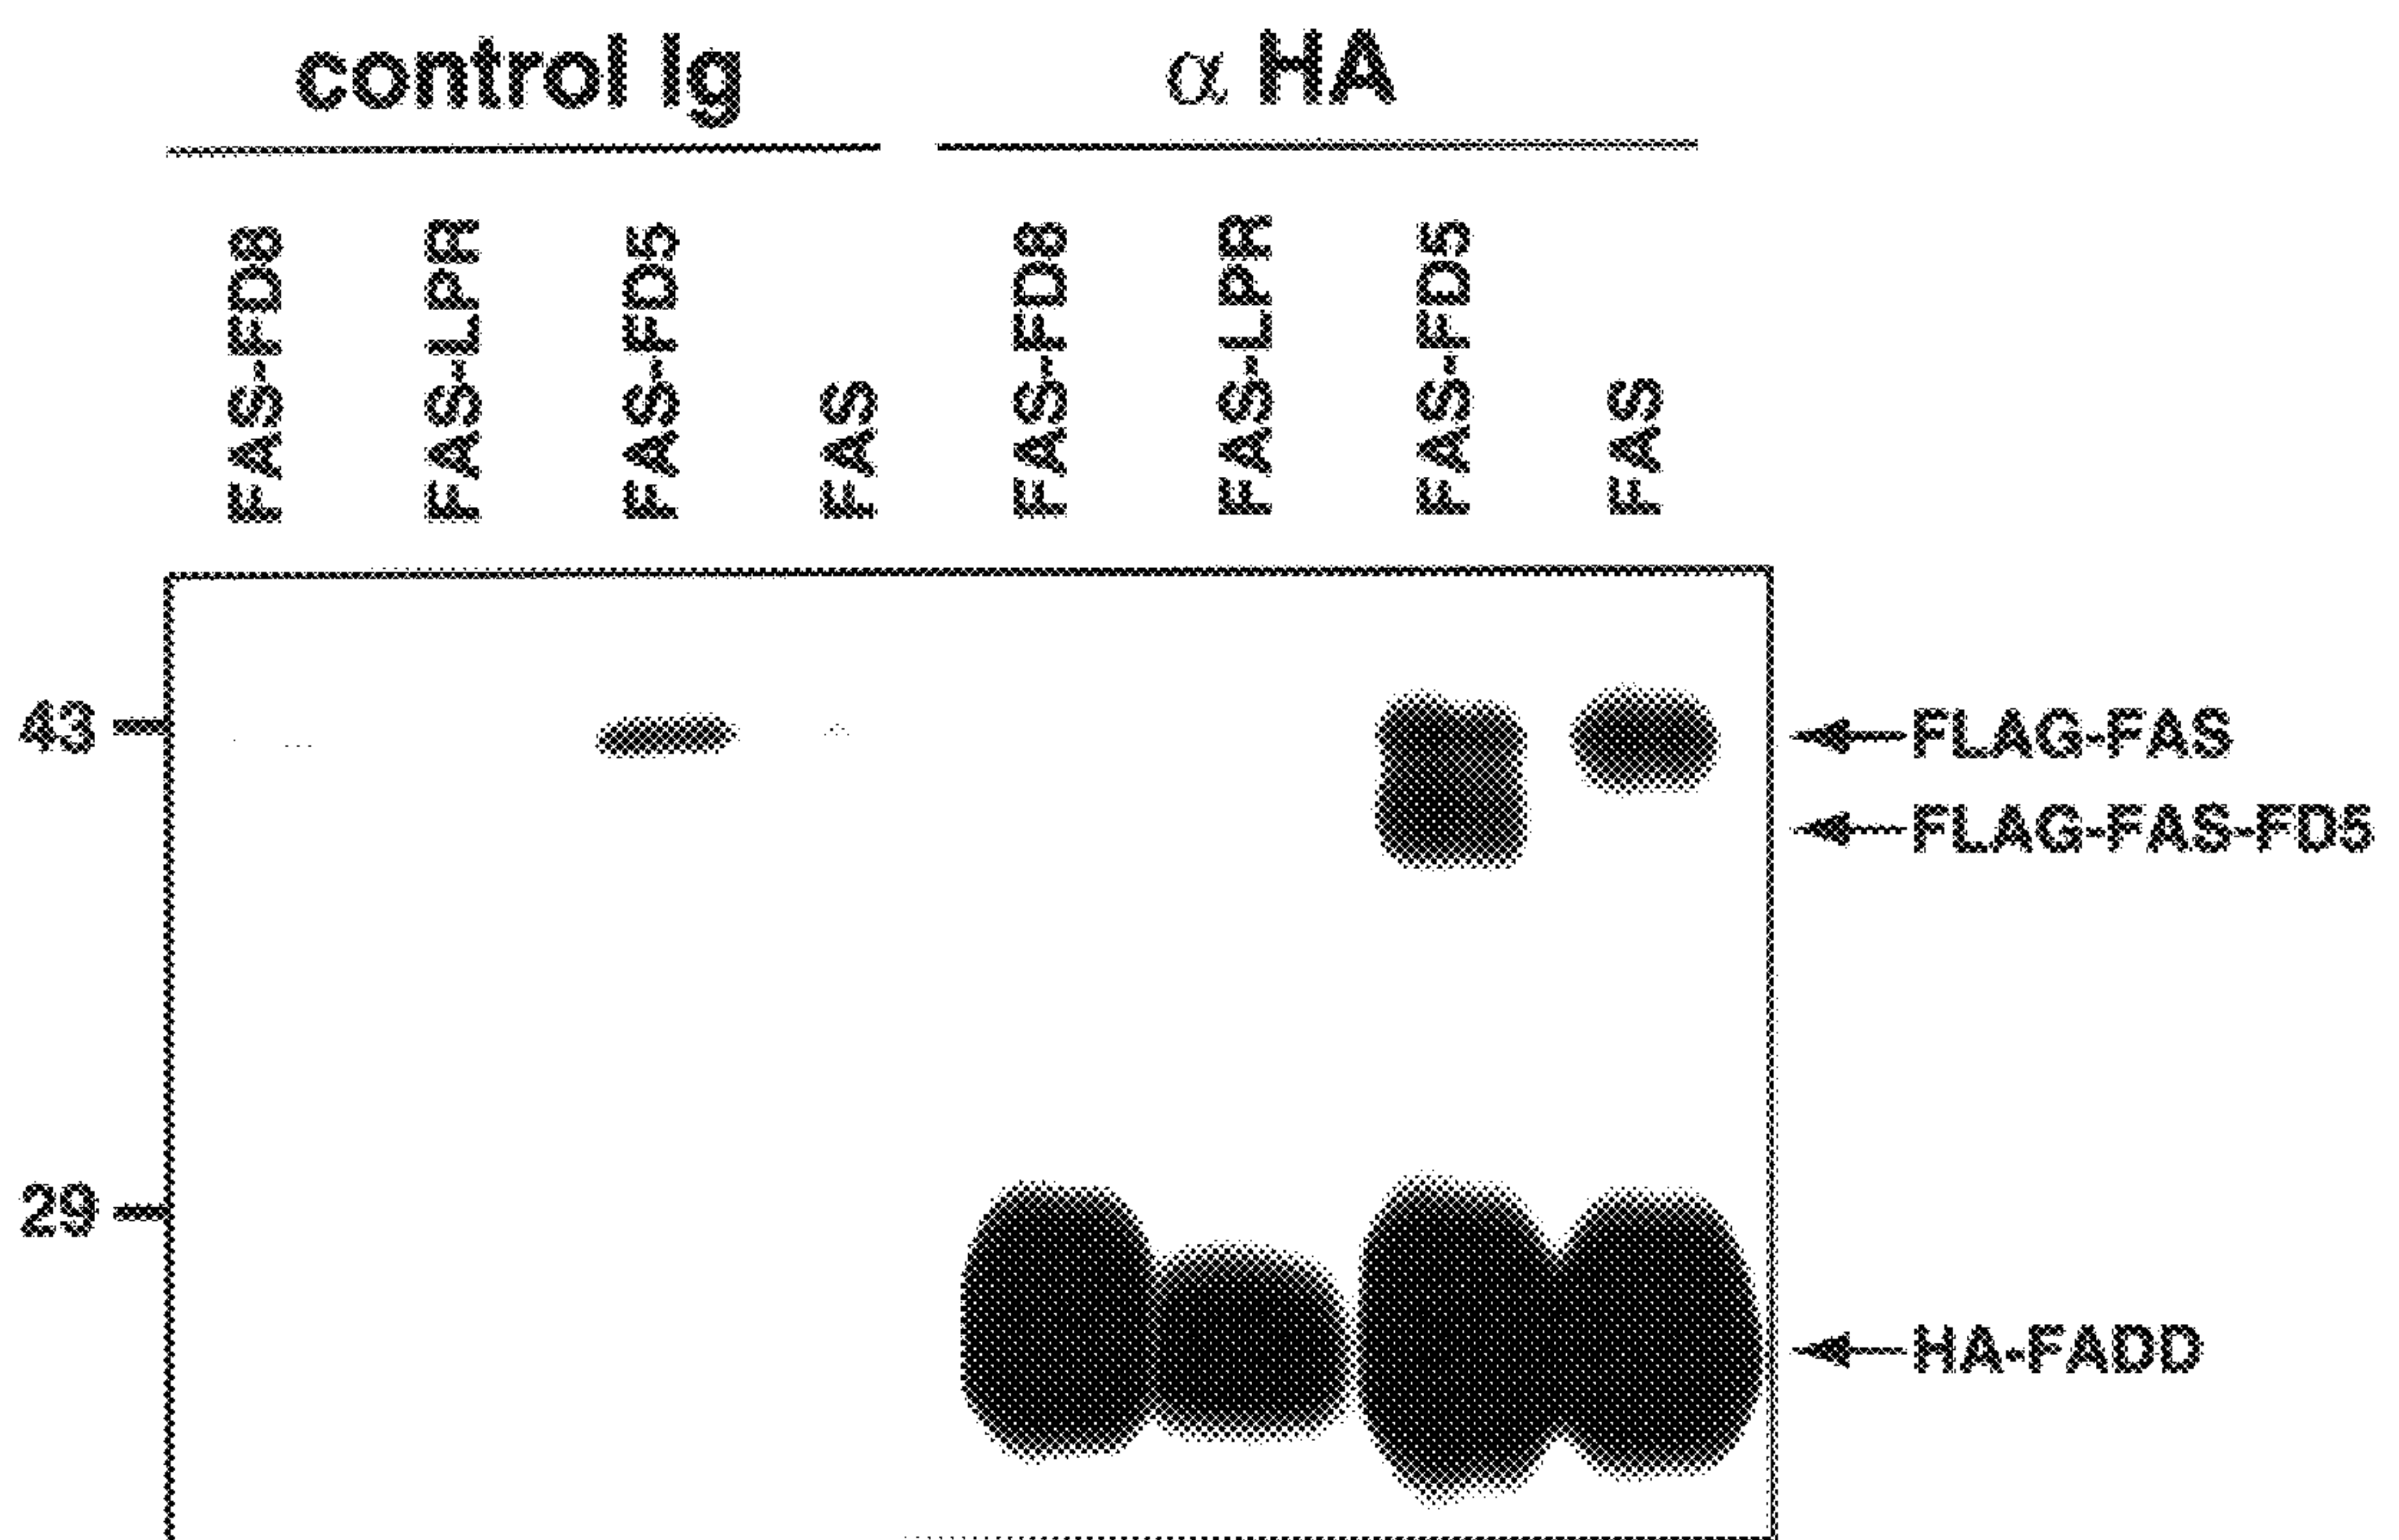 control Ig α HA
FAS-FD8 FAS-LPR FAS-FD5 FAS FAS-FD8 FAS-LPR FAS-FD5 FAS
43
FLAG-FAS
FLAG-FAS-FD5
29
HA-FADD